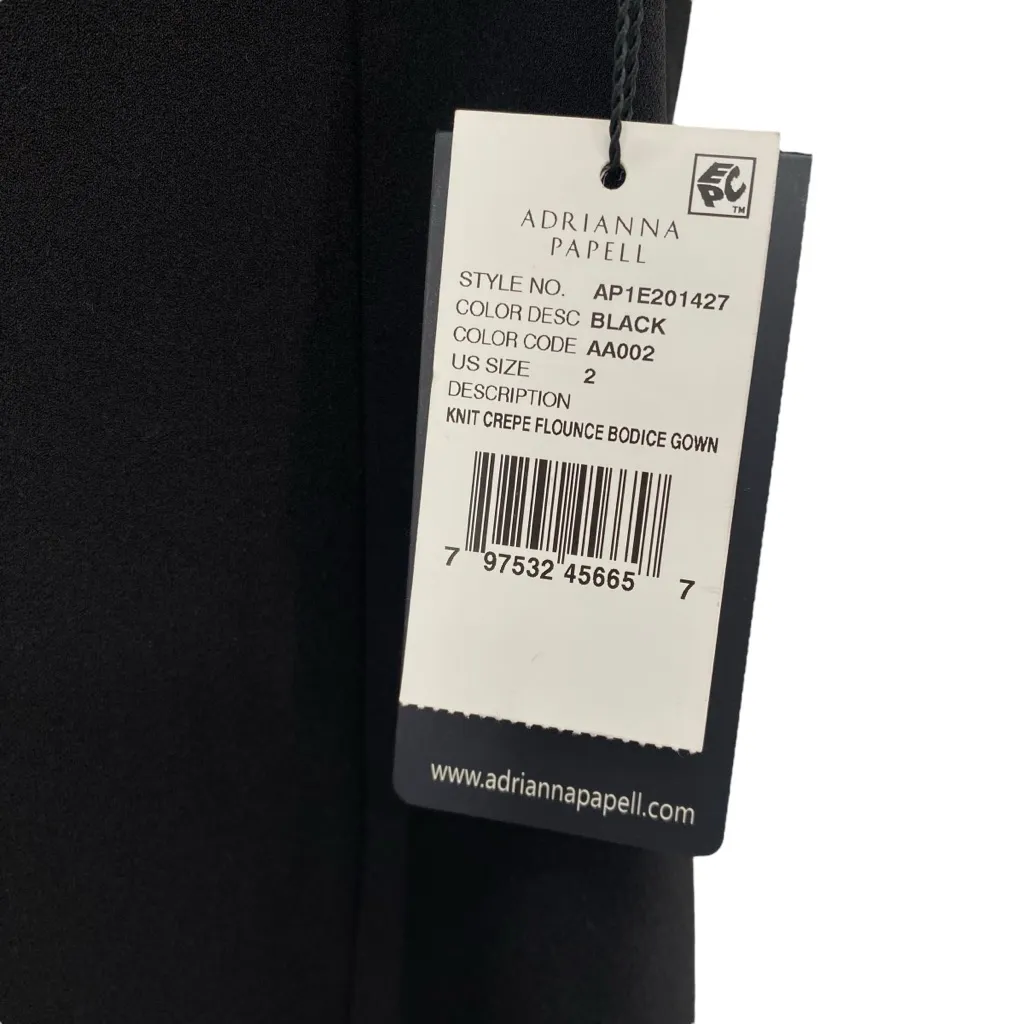 EPC
TM
ADRIANNA
PAPELL
STYLE NO. AP1E201427
COLOR DESC BLACK
COLOR CODE AA002
US SIZE 2
DESCRIPTION
KNIT CREPE FLOUNCE BODICE GOWN
7 97532 45665 7
www.adriannapapell.com